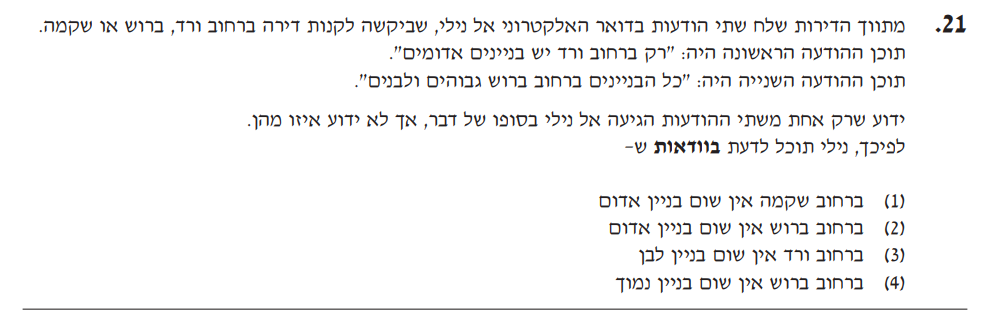 21. מתווך הדירות שלח שתי הודעות בדואר האלקטרוני אל נילי, שביקשה לקנות דירה ברחוב ורד, ברוש או שקמה.
תוכן ההודעה הראשונה היה: "רק ברחוב ורד יש בניינים אדומים".
תוכן ההודעה השנייה היה: "כל הבניינים ברחוב ברוש גבוהים ולבנים".
ידוע שרק אחת משתי ההודעות הגיעה אל נילי בסופו של דבר, אך לא ידוע איזו מהן.
לפיכך, נילי תוכל לדעת בוודאות ש-
(1) ברחוב שקמה אין שום בניין אדום
(2) ברחוב ברוש אין שום בניין אדום
(3) ברחוב ורד אין שום בניין לבן
(4) ברחוב ברוש אין שום בניין נמוך